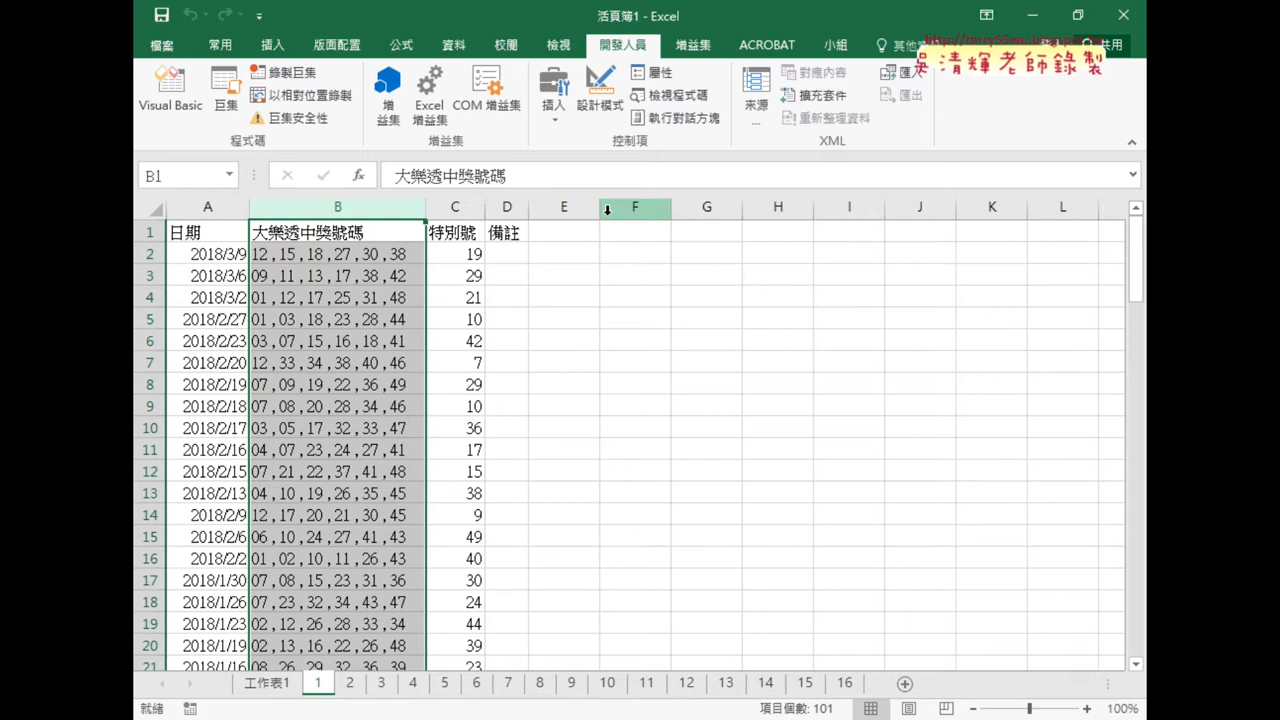 活頁簿1 - Excel
檔案 常用 插入 版面配置 公式 資料 校閱 檢視 開發人員 增益集 ACROBAT 小組 共用
吳清輝老師錄製
Visual Basic 巨集 錄製巨集 以相對位置錄製 巨集安全性
增益集 Excel 增益集 COM 增益集
插入 設計模式 屬性 檢視程式碼 執行對話方塊
來源... 對應內容 擴充套件 重新整理資料 匯出
程式碼 增益集 控制項 XML
B1 fx 大樂透中獎號碼
A B C D E F G H I J K L
1 日期 大樂透中獎號碼 特別號 備註
2 2018/3/9 12 ,15 ,18 ,27 ,30 ,38 19
3 2018/3/6 09 ,11 ,13 ,17 ,38 ,42 29
4 2018/3/2 01 ,12 ,17 ,25 ,31 ,48 21
5 2018/2/27 01 ,03 ,18 ,23 ,28 ,44 10
6 2018/2/23 03 ,07 ,15 ,16 ,18 ,41 42
7 2018/2/20 12 ,33 ,34 ,38 ,40 ,46 7
8 2018/2/19 07 ,09 ,19 ,22 ,36 ,49 29
9 2018/2/18 07 ,08 ,20 ,28 ,34 ,46 10
10 2018/2/17 03 ,05 ,17 ,32 ,33 ,47 36
11 2018/2/16 04 ,07 ,23 ,24 ,27 ,41 17
12 2018/2/15 07 ,21 ,22 ,37 ,41 ,48 15
13 2018/2/13 04 ,10 ,19 ,26 ,35 ,45 38
14 2018/2/9 12 ,17 ,20 ,21 ,30 ,45 9
15 2018/2/6 06 ,10 ,24 ,27 ,41 ,43 49
16 2018/2/2 01 ,02 ,10 ,11 ,26 ,43 40
17 2018/1/30 07 ,08 ,15 ,23 ,31 ,36 30
18 2018/1/26 07 ,23 ,32 ,34 ,43 ,47 24
19 2018/1/23 02 ,12 ,26 ,28 ,33 ,34 44
20 2018/1/19 02 ,13 ,16 ,22 ,26 ,48 39
21 2018/1/16 08 ,26 ,29 ,32 ,36 ,39 23
工作表1 1 2 3 4 5 6 7 8 9 10 11 12 13 14 15 16
就緒 項目個數: 101 100%